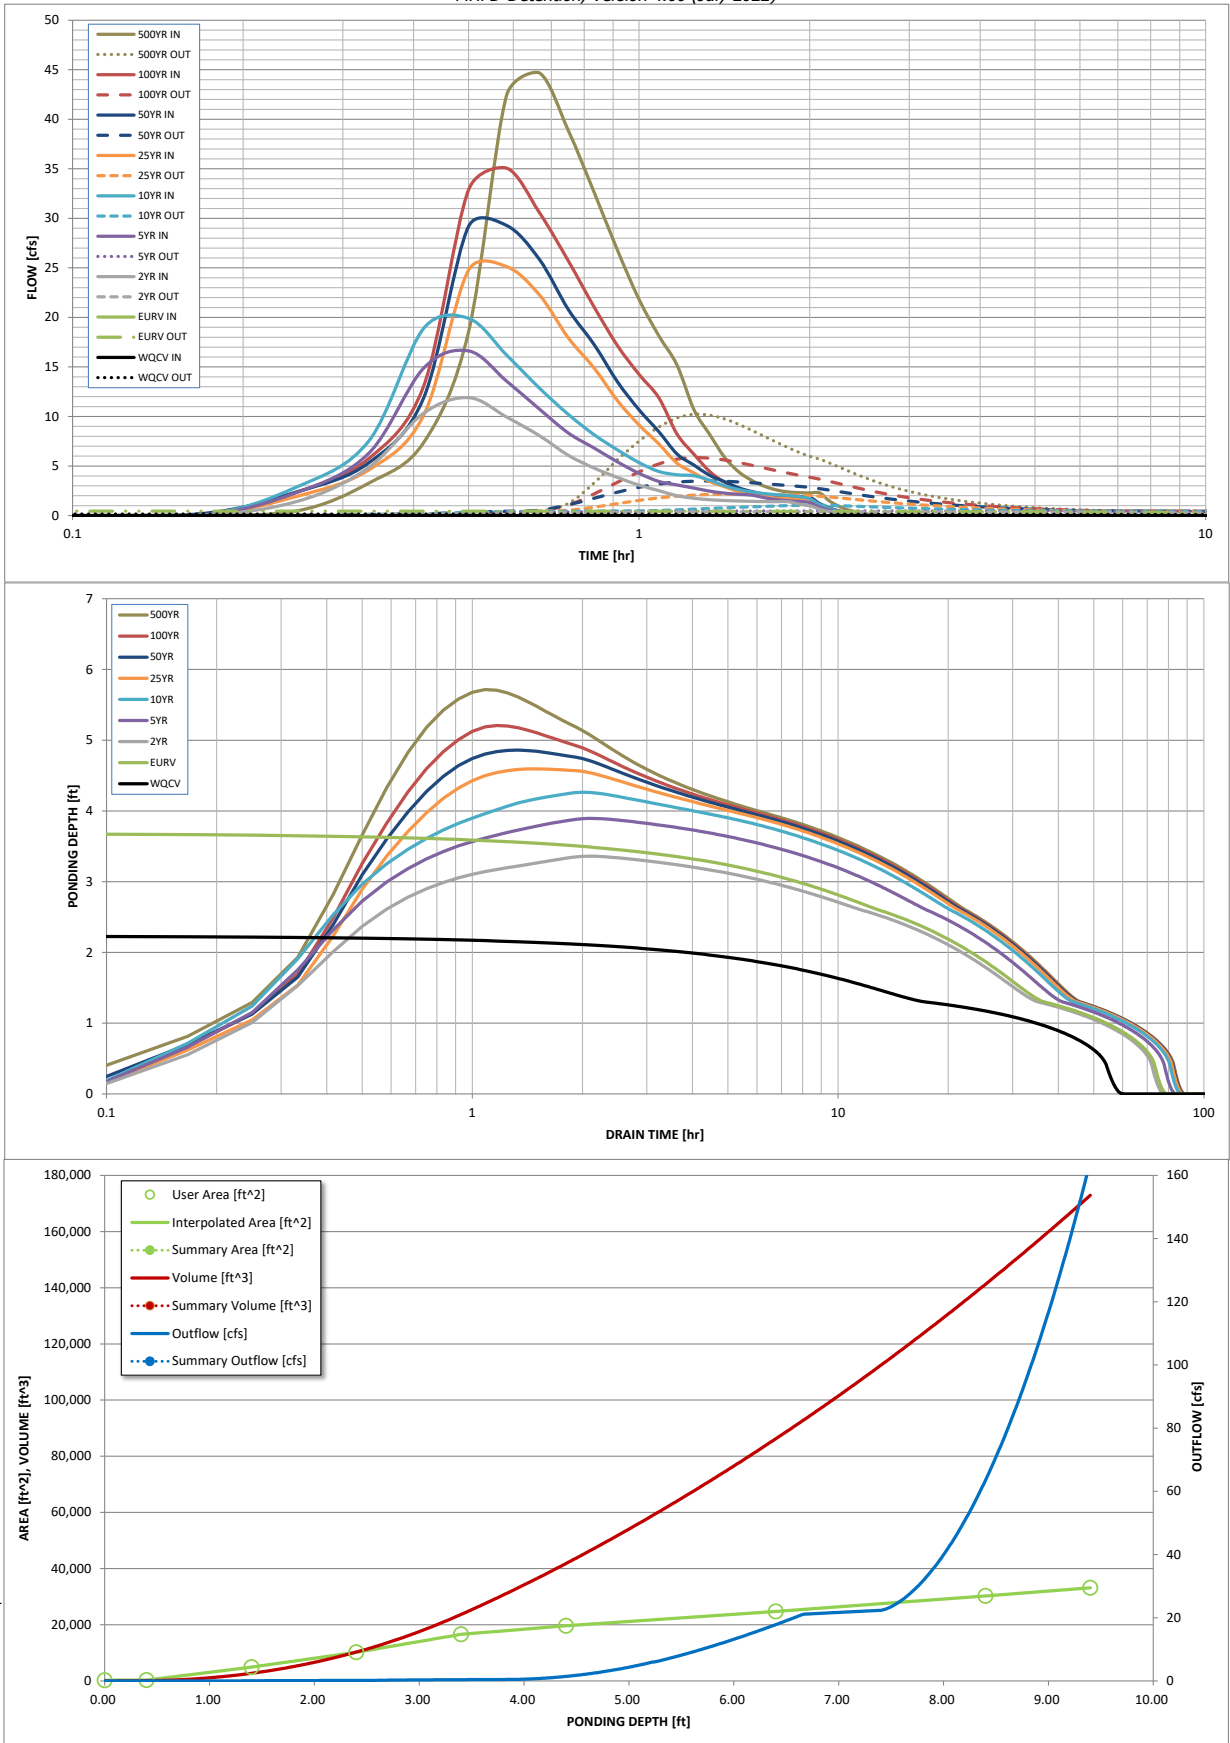 MHFD-Detention, Version 4.06 (July 2022)
50
45
40
35
30
25
20
15
10
5
0
FLOW [cfs]
500YR IN
500YR OUT
100YR IN
100YR OUT
50YR IN
50YR OUT
25YR IN
25YR OUT
10YR IN
10YR OUT
5YR IN
5YR OUT
2YR IN
2YR OUT
EURV IN
EURV OUT
WQCV IN
WQCV OUT
0.1
1
10
TIME [hr]
7
6
5
4
3
2
1
0
PONDING DEPTH [ft]
500YR
100YR
50YR
25YR
10YR
5YR
2YR
EURV
WQCV
0.1
1
10
100
DRAIN TIME [hr]
180,000
160,000
140,000
120,000
100,000
80,000
60,000
40,000
20,000
0
AREA [ft^2], VOLUME [ft^3]
User Area [ft^2]
Interpolated Area [ft^2]
Summary Area [ft^2]
Volume [ft^3]
Summary Volume [ft^3]
Outflow [cfs]
Summary Outflow [cfs]
160
140
120
100
80
60
40
20
0
OUTFLOW [cfs]
0.00
1.00
2.00
3.00
4.00
5.00
6.00
7.00
8.00
9.00
10.00
PONDING DEPTH [ft]